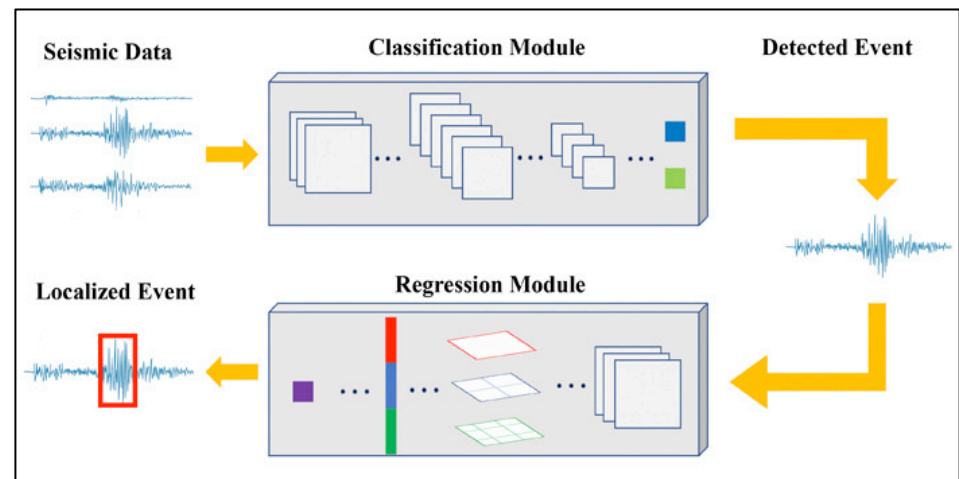 Seismic Data
Classification Module
Detected Event
Localized Event
Regression Module